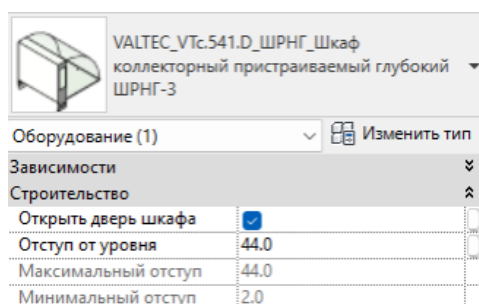 VALTEC_VTc.541.D_ШРНГ_Шкаф
коллекторный пристраиваемый глубокий
ШРНГ-3
Оборудование (1)
Изменить тип
Зависимости
Строительство
Открыть дверь шкафа
Отступ от уровня 44.0
Максимальный отступ 44.0
Минимальный отступ 2.0